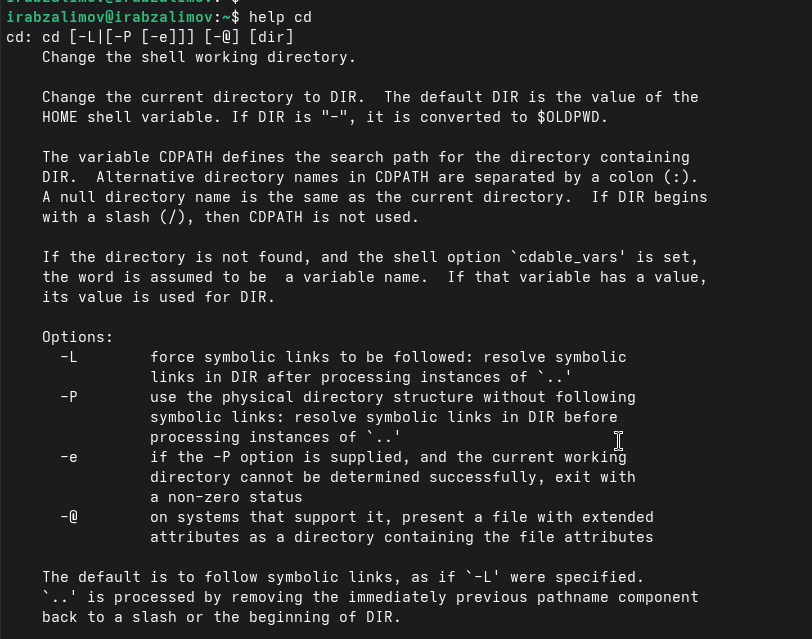 irabzalimov@irabzalimov:~$ help cd
cd: cd [-L|[-P [-e]]] [-@] [dir]
    Change the shell working directory.

    Change the current directory to DIR.  The default DIR is the value of the
    HOME shell variable. If DIR is "-", it is converted to $OLDPWD.

    The variable CDPATH defines the search path for the directory containing
    DIR.  Alternative directory names in CDPATH are separated by a colon (:).
    A null directory name is the same as the current directory.  If DIR begins
    with a slash (/), then CDPATH is not used.

    If the directory is not found, and the shell option `cdable_vars' is set,
    the word is assumed to be  a variable name.  If that variable has a value,
    its value is used for DIR.

    Options:
      -L        force symbolic links to be followed: resolve symbolic
                links in DIR after processing instances of `..'
      -P        use the physical directory structure without following
                symbolic links: resolve symbolic links in DIR before
                processing instances of `..'
      -e        if the -P option is supplied, and the current working
                directory cannot be determined successfully, exit with
                a non-zero status
      -@        on systems that support it, present a file with extended
                attributes as a directory containing the file attributes

    The default is to follow symbolic links, as if `-L' were specified.
    `..' is processed by removing the immediately previous pathname component
    back to a slash or the beginning of DIR.